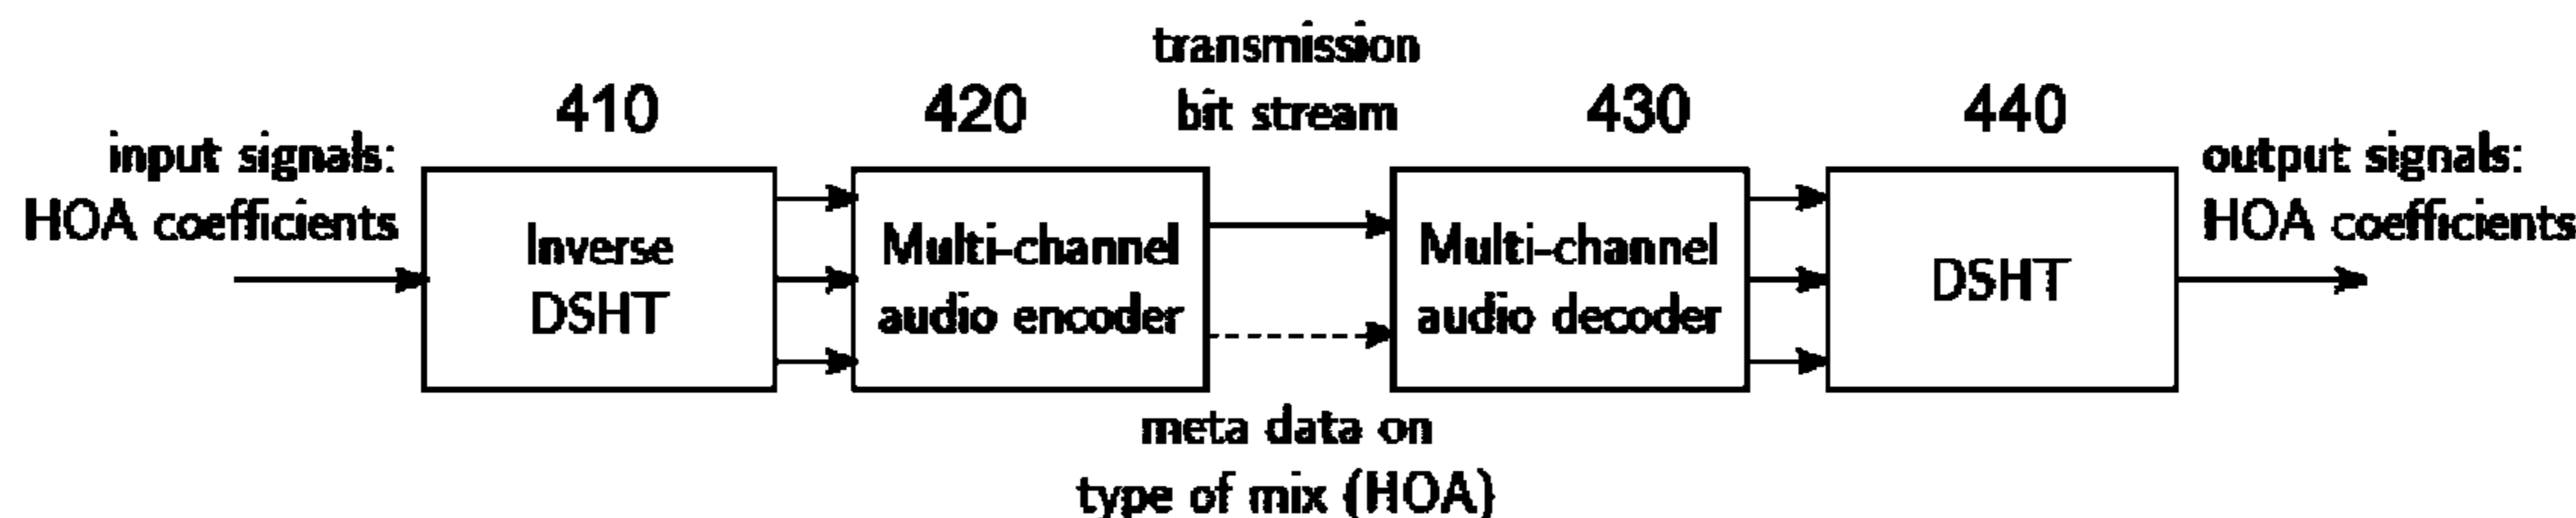 transmission
bit stream
410
420
430
440
input signals:
HOA coefficients
Inverse
DSHT
Multi-channel
audio encoder
Multi-channel
audio decoder
DSHT
output signals:
HOA coefficients
meta data on
type of mix (HOA)